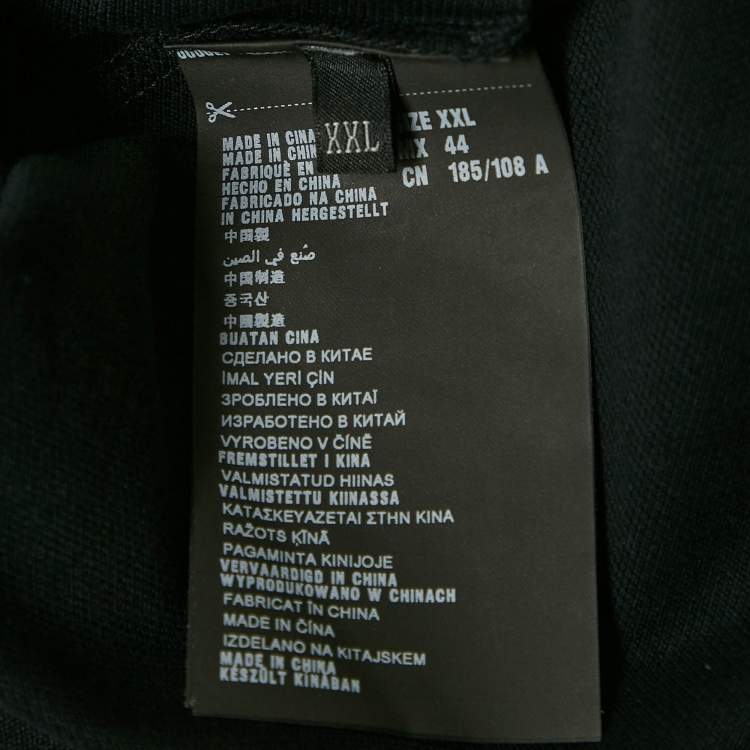 XXL
ZE XXL
X 44
CN 185/108 A
MADE IN CINA
MADE IN CHIN
FABRIQUÉ EN
HECHO EN CHINA
FABRICADO NA CHINA
IN CHINA HERGESTELLT
中国製
صُنع في الصين
中国制造
중국산
中國製造
BUATAN CINA
СДЕЛАНО В КИТАЕ
İMAL YERİ ÇİN
ЗРОБЛЕНО В КИТАЇ
ИЗРАБОТЕНО В КИТАЙ
VYROBENO V ČÍNĚ
FREMSTILLET I KINA
VALMISTATUD HIINAS
VALMISTETTU KIINASSA
ΚΑΤΑΣΚΕΥΑΖΕΤΑΙ ΣΤΗΝ ΚΙΝΑ
RAŽOTS ĶĪNĀ
PAGAMINTA KINIJOJE
VERVAARDIGD IN CHINA
WYPRODUKOWANO W CHINACH
FABRICAT ÎN CHINA
MADE IN ČÍNA
IZDELANO NA KITAJSKEM
MADE IN CHINA
KÉSZÜLT KÍNÁBAN